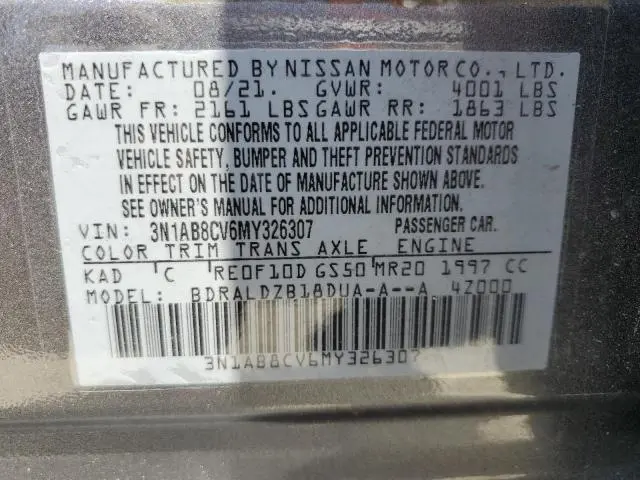 MANUFACTURED BY NISSAN MOTOR CO., LTD.
DATE: 08/21. GVWR: 4001 LBS
GAWR FR: 2161 LBS GAWR RR: 1863 LBS
THIS VEHICLE CONFORMS TO ALL APPLICABLE FEDERAL MOTOR
VEHICLE SAFETY, BUMPER AND THEFT PREVENTION STANDARDS
IN EFFECT ON THE DATE OF MANUFACTURE SHOWN ABOVE.
SEE OWNER'S MANUAL FOR ADDITIONAL INFORMATION.
VIN: 3N1AB8CV6MY326307 PASSENGER CAR.
COLOR TRIM TRANS AXLE ENGINE
KAD C RE0F10D GS50 MR20 1997 CC
MODEL: BDRALDZB18DUA-A--A 4Z000
3N1AB8CV6MY326307